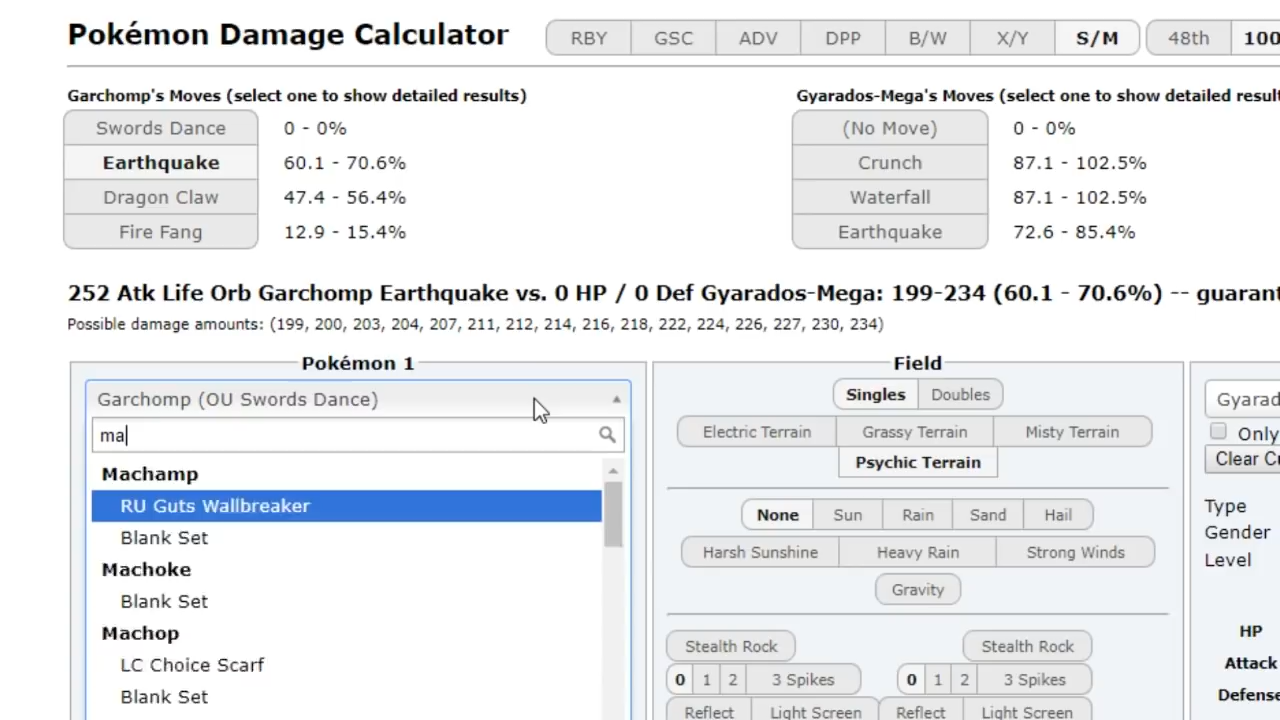 Pokémon Damage Calculator
RBY GSC ADV DPP B/W X/Y S/M 48th 100
Garchomp's Moves (select one to show detailed results)
Swords Dance 0 - 0%
Earthquake 60.1 - 70.6%
Dragon Claw 47.4 - 56.4%
Fire Fang 12.9 - 15.4%
Gyarados-Mega's Moves (select one to show detailed result
(No Move) 0 - 0%
Crunch 87.1 - 102.5%
Waterfall 87.1 - 102.5%
Earthquake 72.6 - 85.4%
252 Atk Life Orb Garchomp Earthquake vs. 0 HP / 0 Def Gyarados-Mega: 199-234 (60.1 - 70.6%) -- guarant
Possible damage amounts: (199, 200, 203, 204, 207, 211, 212, 214, 216, 218, 222, 224, 226, 227, 230, 234)
Pokémon 1
Garchomp (OU Swords Dance)
ma
Machamp
RU Guts Wallbreaker
Blank Set
Machoke
Blank Set
Machop
LC Choice Scarf
Blank Set
Field
Singles Doubles
Electric Terrain Grassy Terrain Misty Terrain
Psychic Terrain
None Sun Rain Sand Hail
Harsh Sunshine Heavy Rain Strong Winds
Gravity
Stealth Rock Stealth Rock
0 1 2 3 Spikes 0 1 2 3 Spikes
Reflect Light Screen Reflect Light Screen
Gyarad
Only
Clear Cu
Type
Gender
Level
HP
Attack
Defense